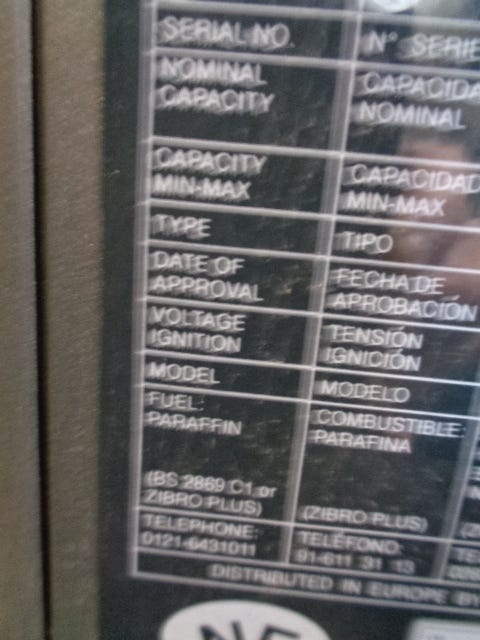 SERIAL NO.
NOMINAL
CAPACITY
CAPACITY
MIN-MAX
TYPE
DATE OF
APPROVAL
VOLTAGE
IGNITION
MODEL
FUEL:
PARAFFIN
(BS 2869 C1 or
ZIBRO PLUS)
TELEPHONE:
0121-6431011
N° SERIE
CAPACIDA
NOMINAL
CAPACIDAD
MIN-MAX
TIPO
FECHA DE
APROBACIÓN
TENSIÓN
IGNICIÓN
MODELO
COMBUSTIBLE:
PARAFINA
(ZIBRO PLUS)
TELÉFONO:
91-611 31 13
DISTRIBUTED IN EUROPE BY